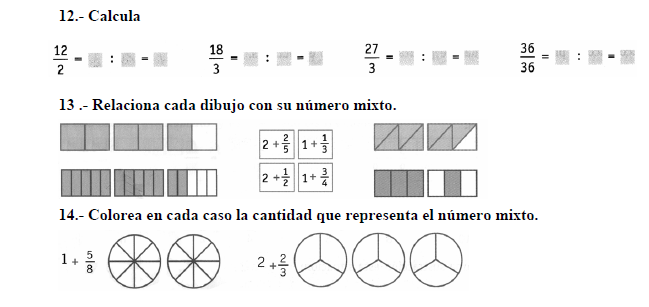 12.- Calcula
12/2 = : = 18/3 = : = 27/3 = : = 36/36 = : =
13 .- Relaciona cada dibujo con su número mixto.
2 + 2/5 1 + 1/3
2 + 1/2 1 + 3/4
14.- Colorea en cada caso la cantidad que representa el número mixto.
1 + 5/8 2 + 2/3